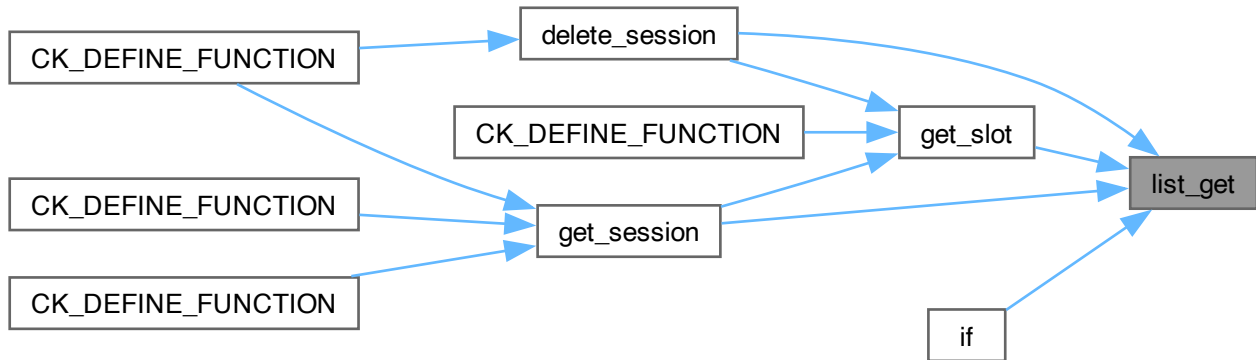 CK_DEFINE_FUNCTION
delete_session
CK_DEFINE_FUNCTION
get_slot
list_get
CK_DEFINE_FUNCTION
get_session
CK_DEFINE_FUNCTION
if